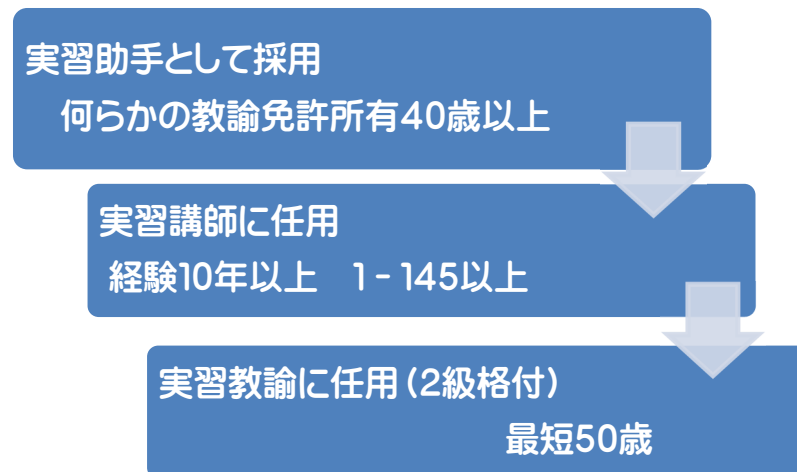 実習助手として採用
何らかの教諭免許所有40歳以上
実習講師に任用
経験10年以上　1-145以上
実習教諭に任用(2級格付)
最短50歳